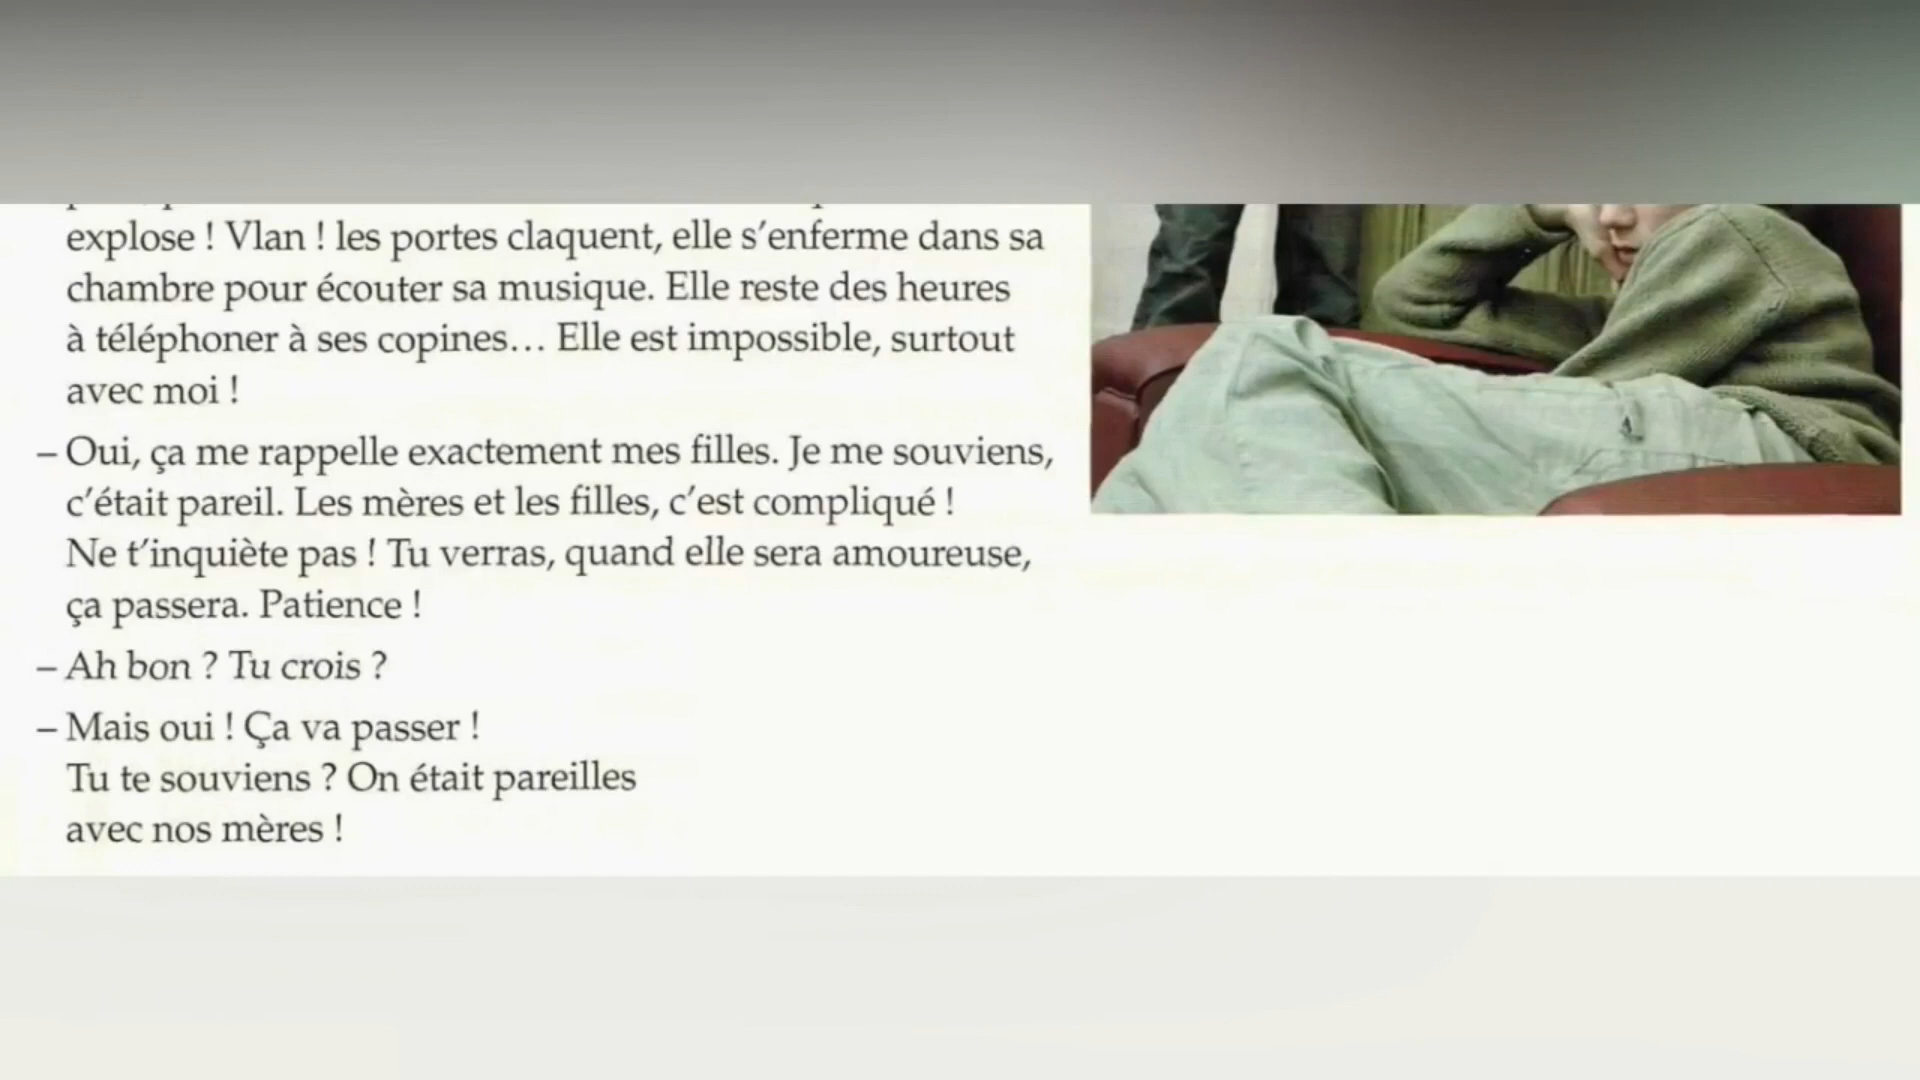 explose ! Vlan ! les portes claquent, elle s’enferme dans sa
chambre pour écouter sa musique. Elle reste des heures
à téléphoner à ses copines… Elle est impossible, surtout
avec moi !
– Oui, ça me rappelle exactement mes filles. Je me souviens,
c’était pareil. Les mères et les filles, c’est compliqué !
Ne t’inquiète pas ! Tu verras, quand elle sera amoureuse,
ça passera. Patience !
– Ah bon ? Tu crois ?
– Mais oui ! Ça va passer !
Tu te souviens ? On était pareilles
avec nos mères !